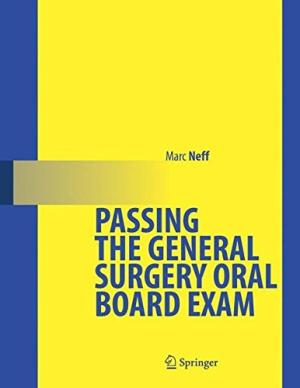 Marc Neff
PASSING
THE GENERAL
SURGERY ORAL
BOARD EXAM
Springer